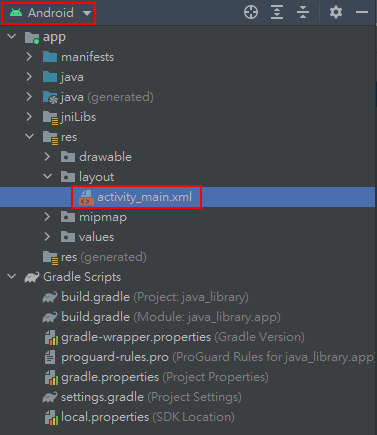 Android
app
manifests
java
java (generated)
jniLibs
res
drawable
layout
activity_main.xml
mipmap
values
res (generated)
Gradle Scripts
build.gradle (Project: java_library)
build.gradle (Module: java_library.app)
gradle-wrapper.properties (Gradle Version)
proguard-rules.pro (ProGuard Rules for java_library.app
gradle.properties (Project Properties)
settings.gradle (Project Settings)
local.properties (SDK Location)